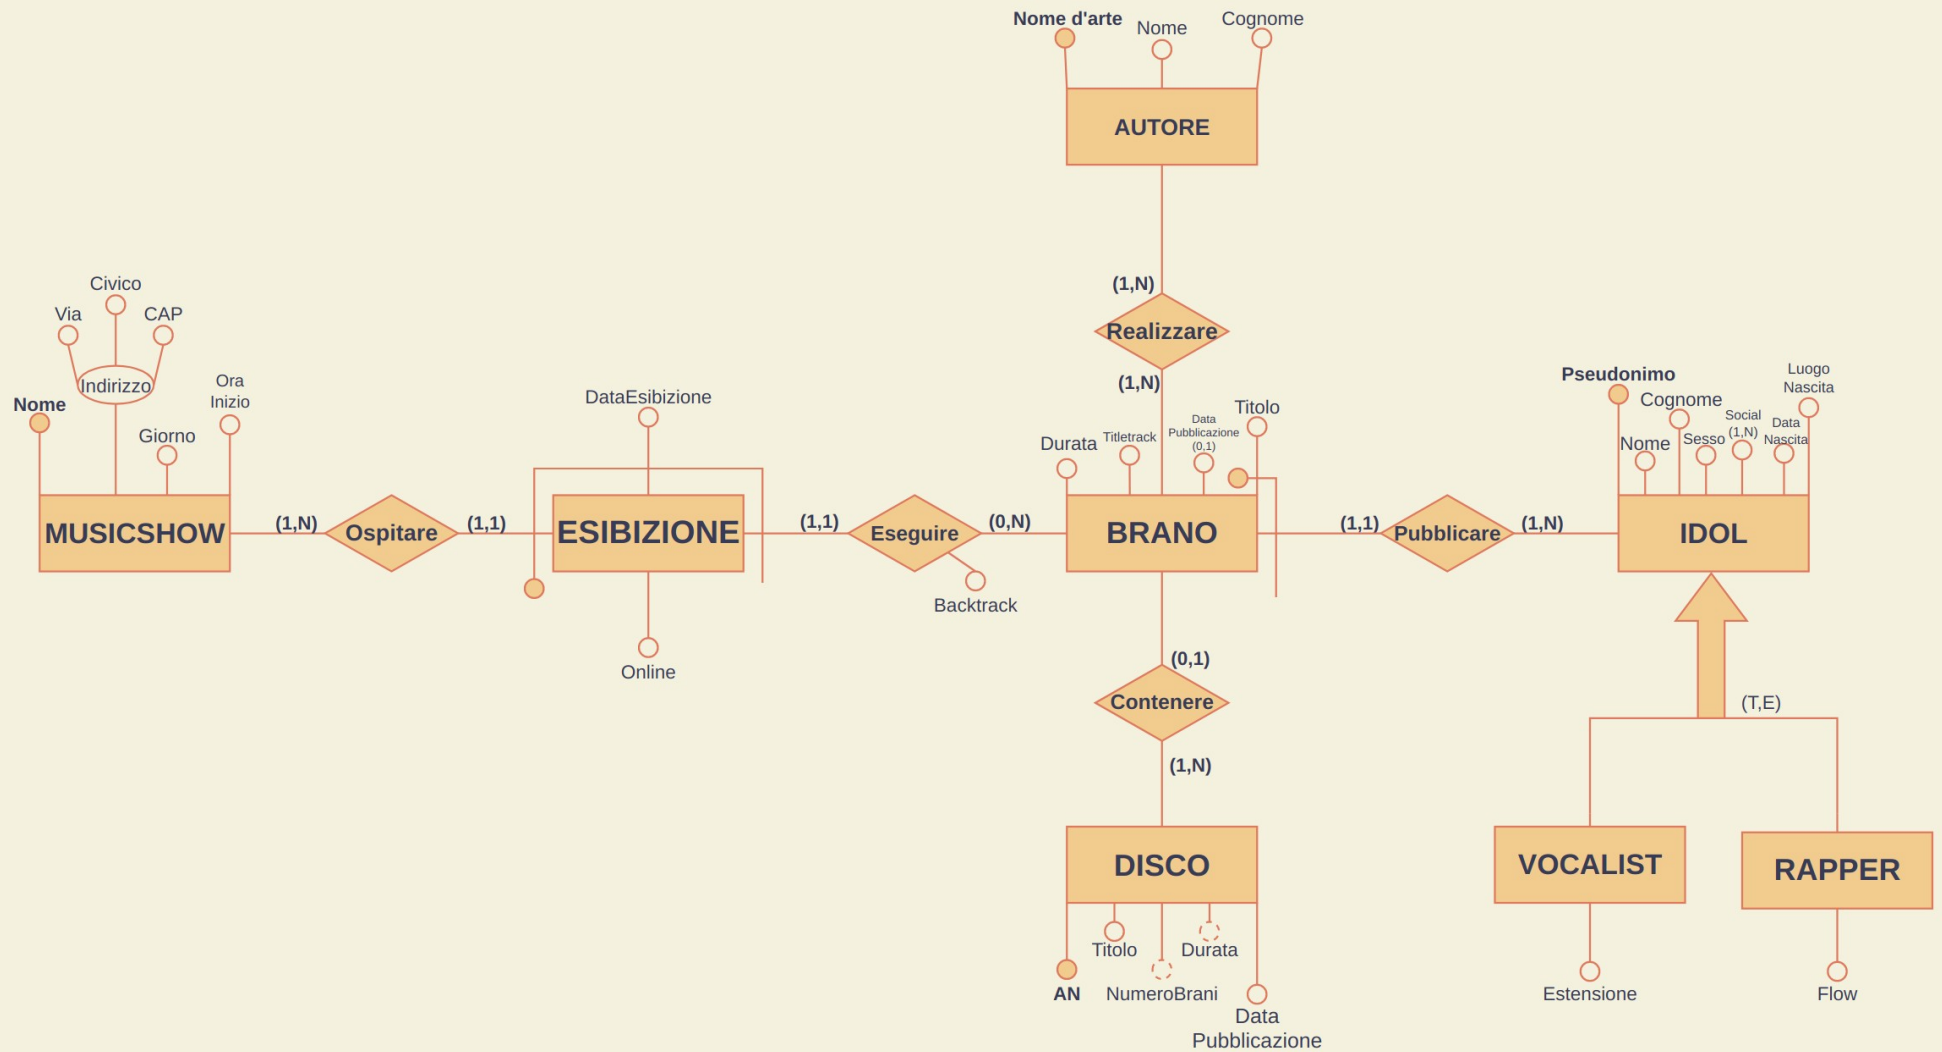 Nome d'arte
Nome
Cognome
AUTORE
(1,N)
Realizzare
(1,N)
Civico
Via
CAP
Indirizzo
Nome
Giorno
Ora
Inizio
MUSICSHOW
(1,N)
Ospitare
(1,1)
DataEsibizione
ESIBIZIONE
Online
(1,1)
Eseguire
(0,N)
Backtrack
Durata
Titletrack
Data
Pubblicazione
(0,1)
Titolo
BRANO
(1,1)
Pubblicare
(1,N)
Pseudonimo
Nome
Cognome
Sesso
Social
(1,N)
Data
Nascita
Luogo
Nascita
IDOL
(0,1)
Contenere
(1,N)
DISCO
AN
Titolo
NumeroBrani
Durata
Data
Pubblicazione
(T,E)
VOCALIST
Estensione
RAPPER
Flow